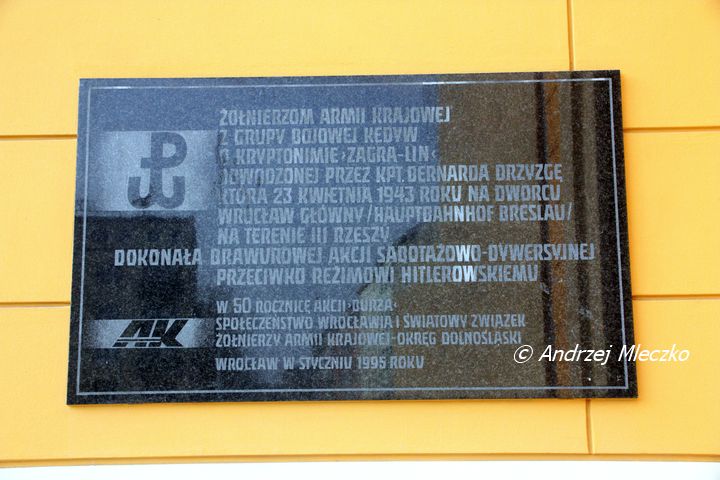 ŻOŁNIERZOM ARMII KRAJOWEJ
Z GRUPY BOJOWEJ KEDYW
O KRYPTONIMIE ›ZAGRA-LIN‹
DOWODZONEJ PRZEZ KPT. BERNARDA DRZYZGĘ
KTÓRA 23 KWIETNIA 1943 ROKU NA DWORCU
WROCŁAW GŁÓWNY/HAUPTBAHNHOF BRESLAU/
NA TERENIE III RZESZY
DOKONAŁA BRAWUROWEJ AKCJI SABOTAŻOWO-DYWERSYJNEJ
PRZECIWKO REŻIMOWI HITLEROWSKIEMU
W 50 ROCZNICĘ AKCJI ›BURZA‹
SPOŁECZEŃSTWO WROCŁAWIA I ŚWIATOWY ZWIĄZEK
ŻOŁNIERZY ARMII KRAJOWEJ-OKRĘG DOLNOŚLĄSKI
WROCŁAW W STYCZNIU 1995 ROKU
AK
© Andrzej Mleczko